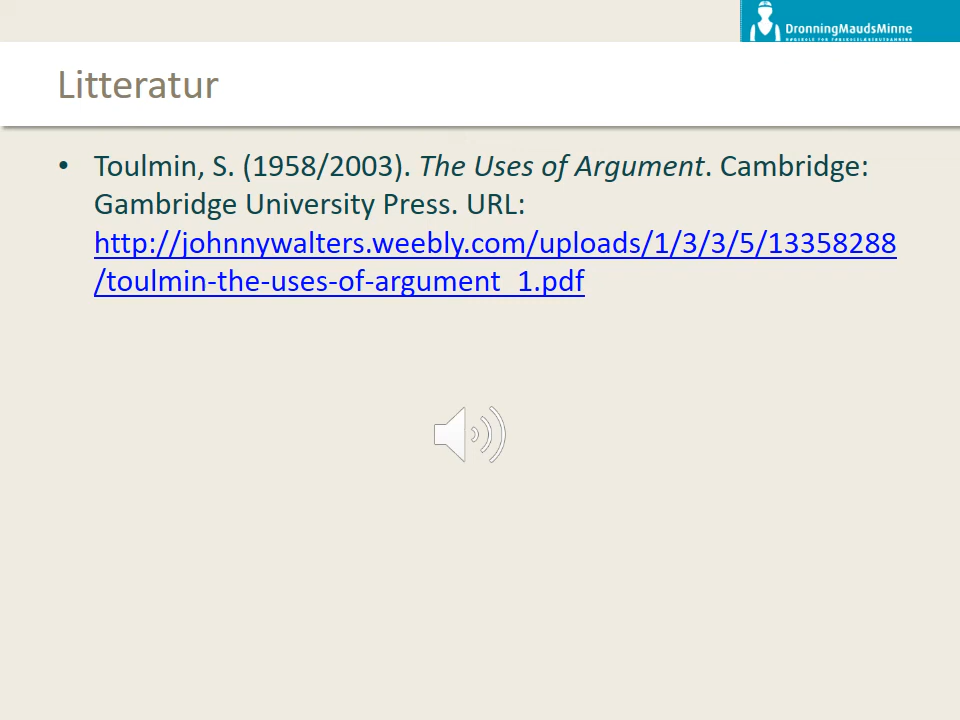 DronningMaudsMinne
HØGSKOLE FOR FØRSKOLELÆRERUTDANNING
Litteratur
• Toulmin, S. (1958/2003). The Uses of Argument. Cambridge:
Gambridge University Press. URL:
http://johnnywalters.weebly.com/uploads/1/3/3/5/13358288
/toulmin-the-uses-of-argument_1.pdf